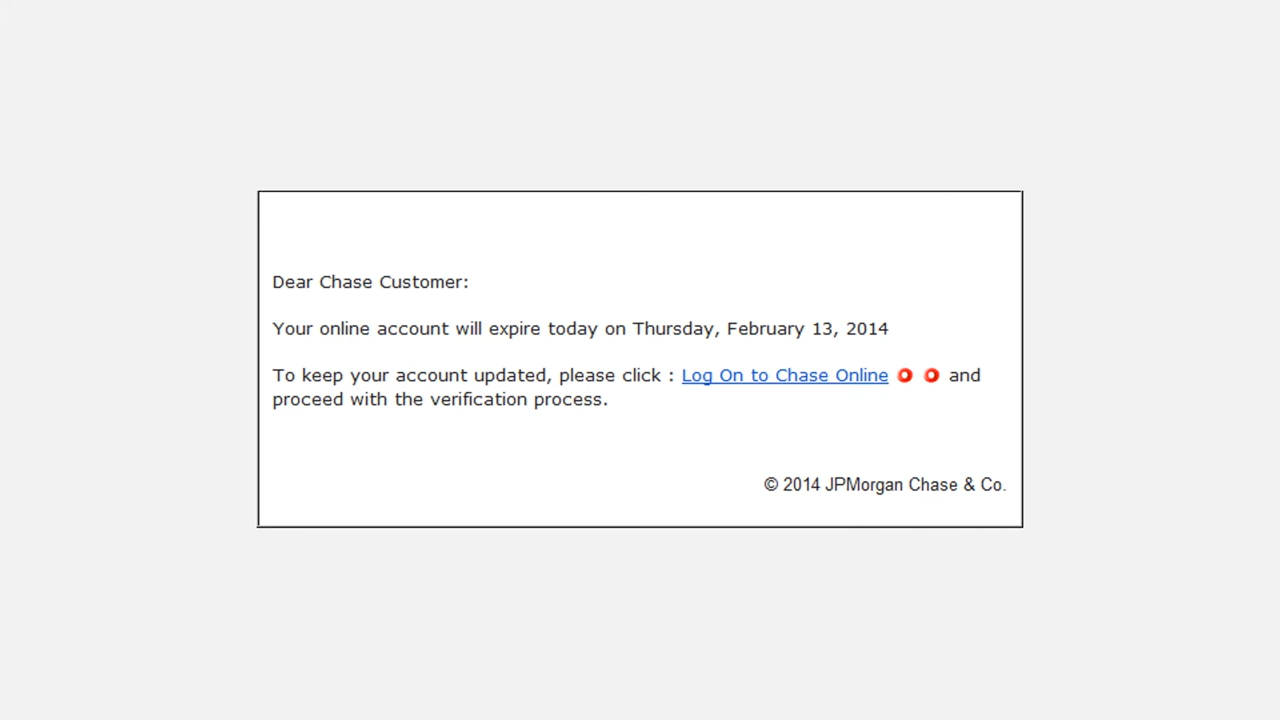 Dear Chase Customer:
Your online account will expire today on Thursday, February 13, 2014
To keep your account updated, please click : Log On to Chase Online and
proceed with the verification process.
© 2014 JPMorgan Chase & Co.